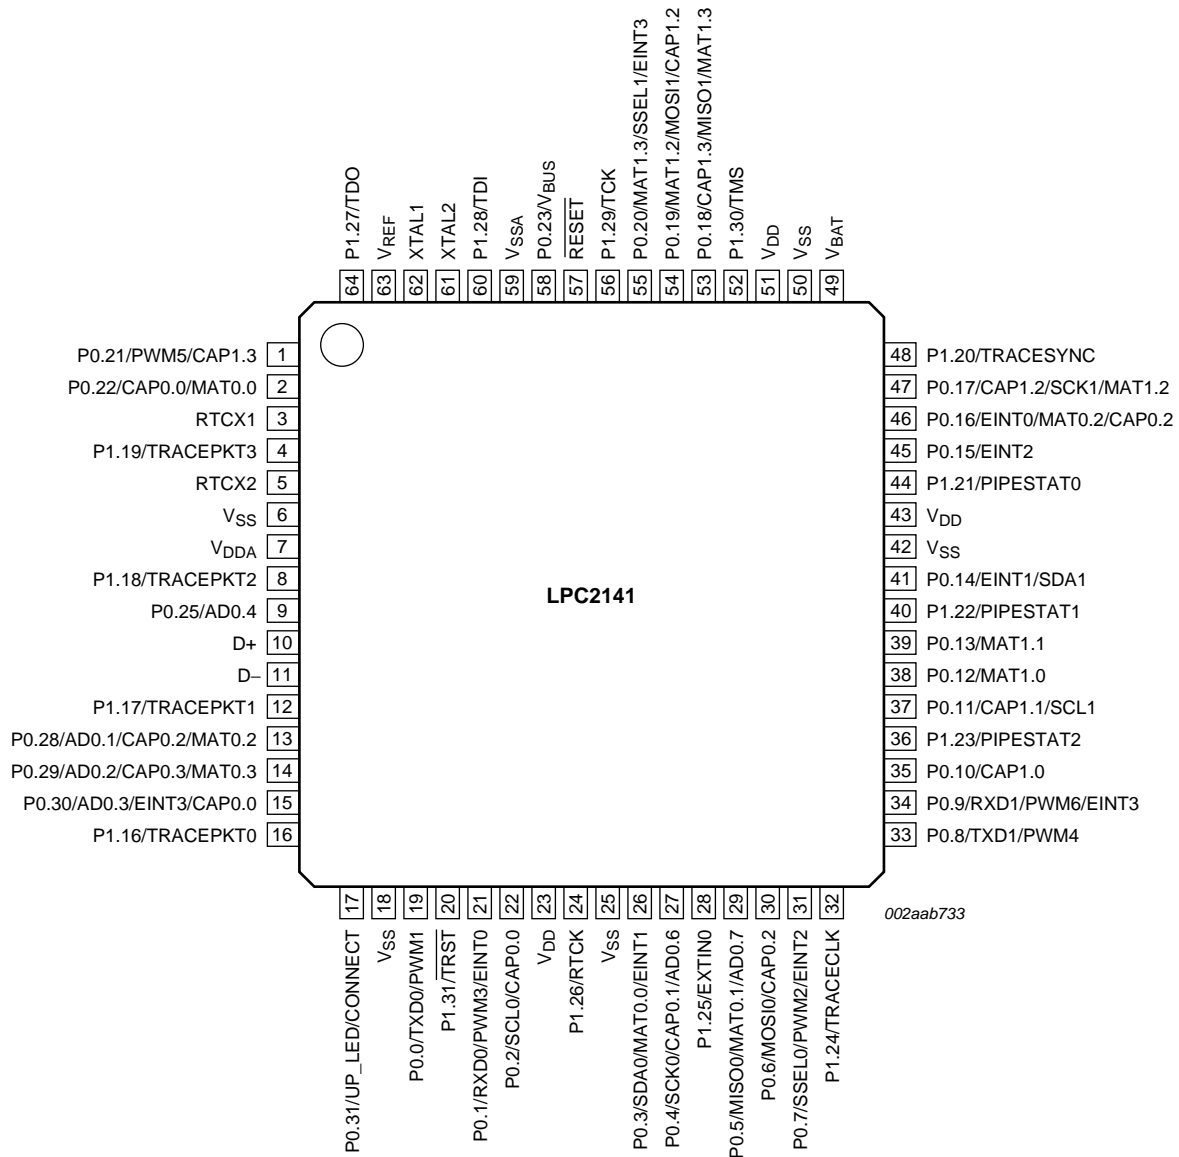 64 P1.27/TDO
63 VREF
62 XTAL1
61 XTAL2
60 P1.28/TDI
59 VSSA
58 P0.23/VBUS
57 RESET
56 P1.29/TCK
55 P0.20/MAT1.3/SSEL1/EINT3
54 P0.19/MAT1.2/MOSI1/CAP1.2
53 P0.18/CAP1.3/MISO1/MAT1.3
52 P1.30/TMS
51 VDD
50 VSS
49 VBAT
P0.21/PWM5/CAP1.3 1
P0.22/CAP0.0/MAT0.0 2
RTCX1 3
P1.19/TRACEPKT3 4
RTCX2 5
VSS 6
VDDA 7
P1.18/TRACEPKT2 8
P0.25/AD0.4 9
D+ 10
D− 11
P1.17/TRACEPKT1 12
P0.28/AD0.1/CAP0.2/MAT0.2 13
P0.29/AD0.2/CAP0.3/MAT0.3 14
P0.30/AD0.3/EINT3/CAP0.0 15
P1.16/TRACEPKT0 16
LPC2141
48 P1.20/TRACESYNC
47 P0.17/CAP1.2/SCK1/MAT1.2
46 P0.16/EINT0/MAT0.2/CAP0.2
45 P0.15/EINT2
44 P1.21/PIPESTAT0
43 VDD
42 VSS
41 P0.14/EINT1/SDA1
40 P1.22/PIPESTAT1
39 P0.13/MAT1.1
38 P0.12/MAT1.0
37 P0.11/CAP1.1/SCL1
36 P1.23/PIPESTAT2
35 P0.10/CAP1.0
34 P0.9/RXD1/PWM6/EINT3
33 P0.8/TXD1/PWM4
P0.31/UP_LED/CONNECT 17
VSS 18
P0.0/TXD0/PWM1 19
P1.31/TRST 20
P0.1/RXD0/PWM3/EINT0 21
P0.2/SCL0/CAP0.0 22
VDD 23
P1.26/RTCK 24
VSS 25
P0.3/SDA0/MAT0.0/EINT1 26
P0.4/SCK0/CAP0.1/AD0.6 27
P1.25/EXTIN0 28
P0.5/MISO0/MAT0.1/AD0.7 29
P0.6/MOSI0/CAP0.2 30
P0.7/SSEL0/PWM2/EINT2 31
P1.24/TRACECLK 32
002aab733